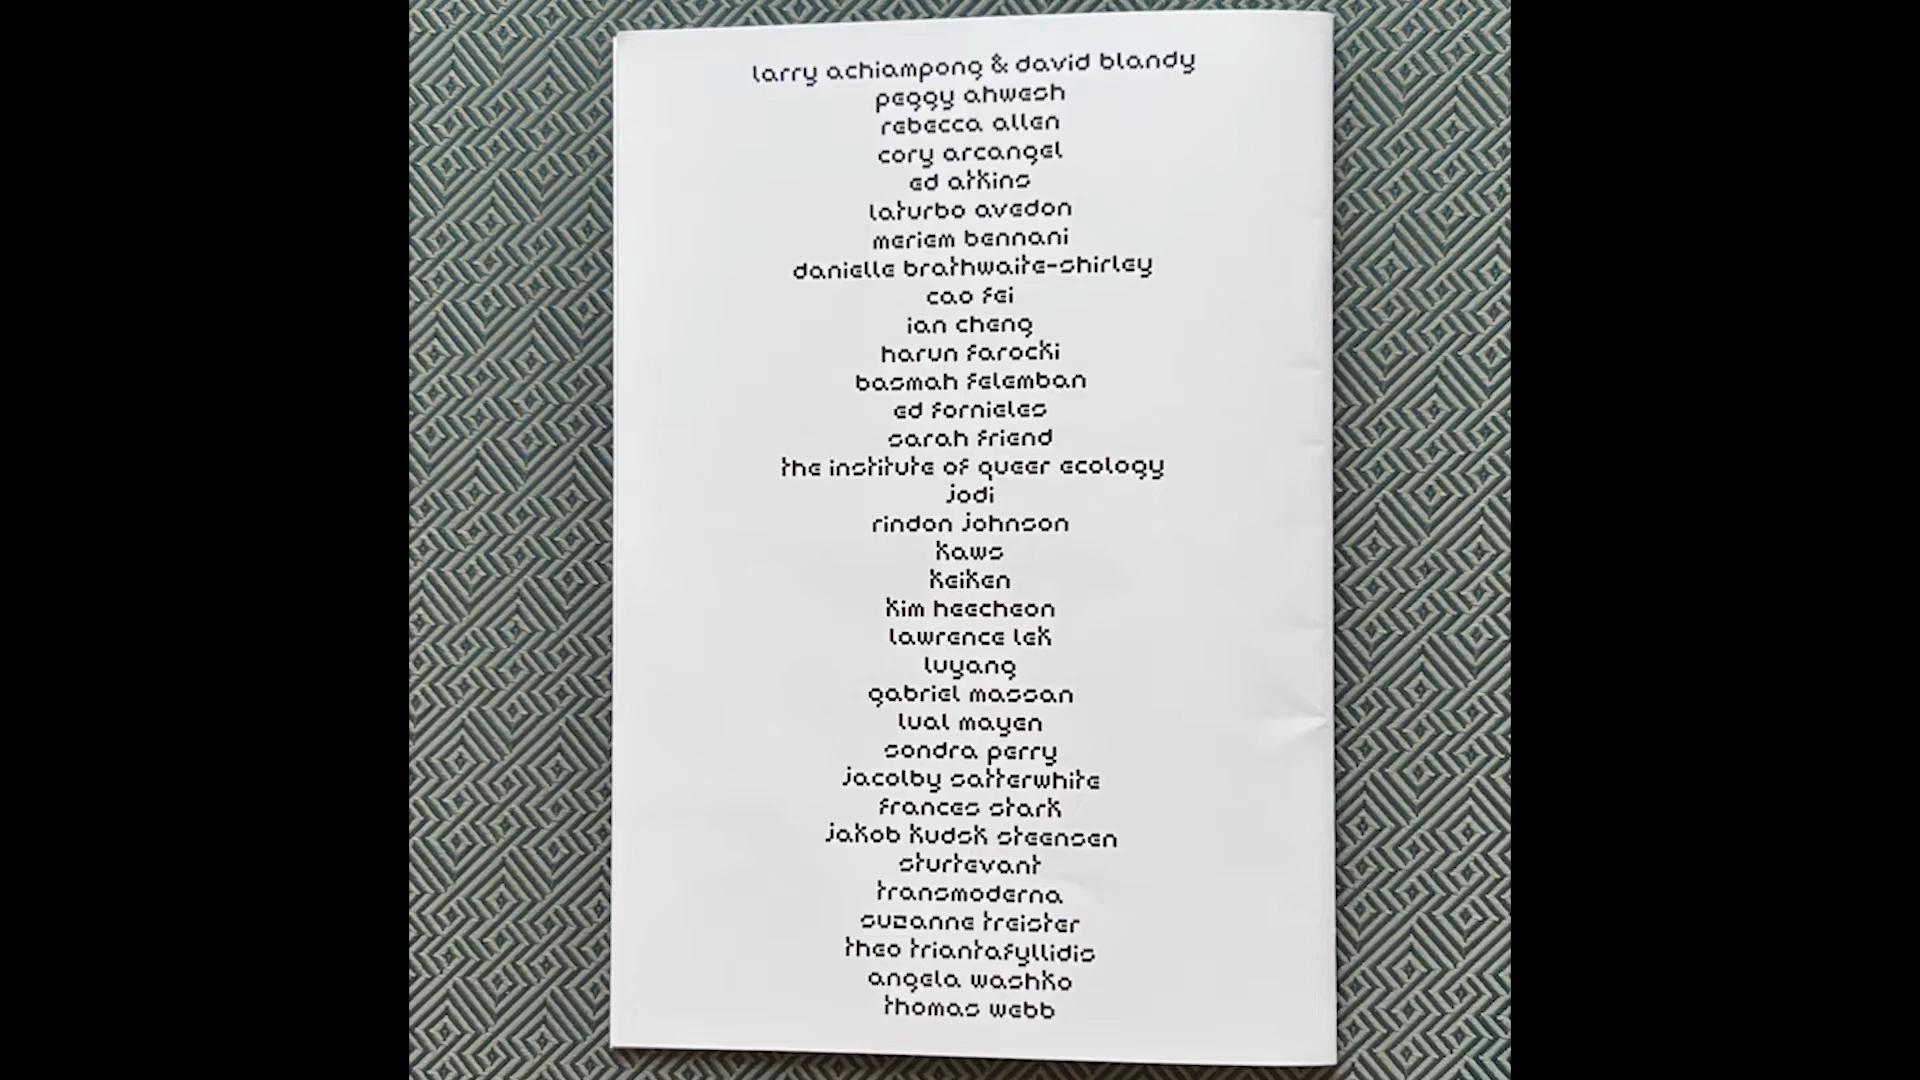 larry achiampong & david blandy
peggy ahwesh
rebecca allen
cory arcangel
ed atkins
laturbo avedon
meriem bennani
danielle brathwaite-shirley
cao fei
ian cheng
harun farocki
basmah felemban
ed fornieles
sarah friend
the institute of queer ecology
jodi
rindon johnson
kaws
keiken
kim heecheon
lawrence lek
luyang
gabriel massan
lual mayen
sondra perry
jacolby satterwhite
frances stark
jakob kudsk steensen
sturtevant
transmoderna
suzanne treister
theo triantafyllidis
angela washko
thomas webb